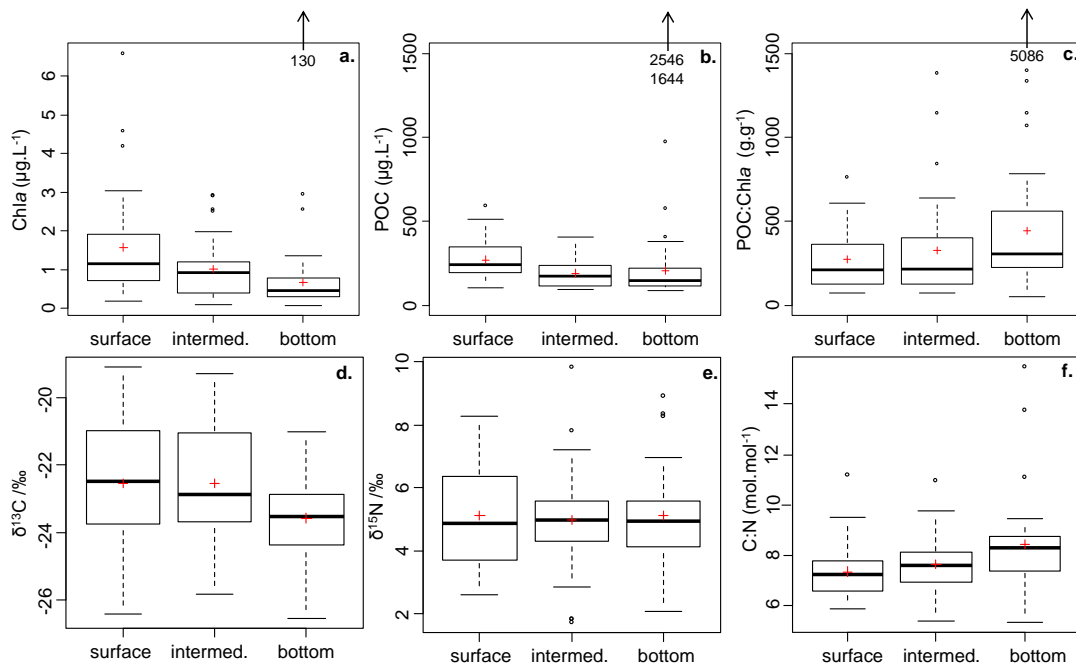 130
a.
6
5
4
3
2
1
0
Chla (µg.L⁻¹)
surface intermed. bottom
2546
1644
b.
1500
1000
500
0
POC (µg.L⁻¹)
surface intermed. bottom
5086
c.
1500
1000
500
0
POC:Chla (g.g⁻¹)
surface intermed. bottom
d.
-20
-22
-24
-26
δ¹³C /‰
surface intermed. bottom
e.
10
8
6
4
2
δ¹⁵N /‰
surface intermed. bottom
f.
14
12
10
8
6
C:N (mol.mol⁻¹)
surface intermed. bottom